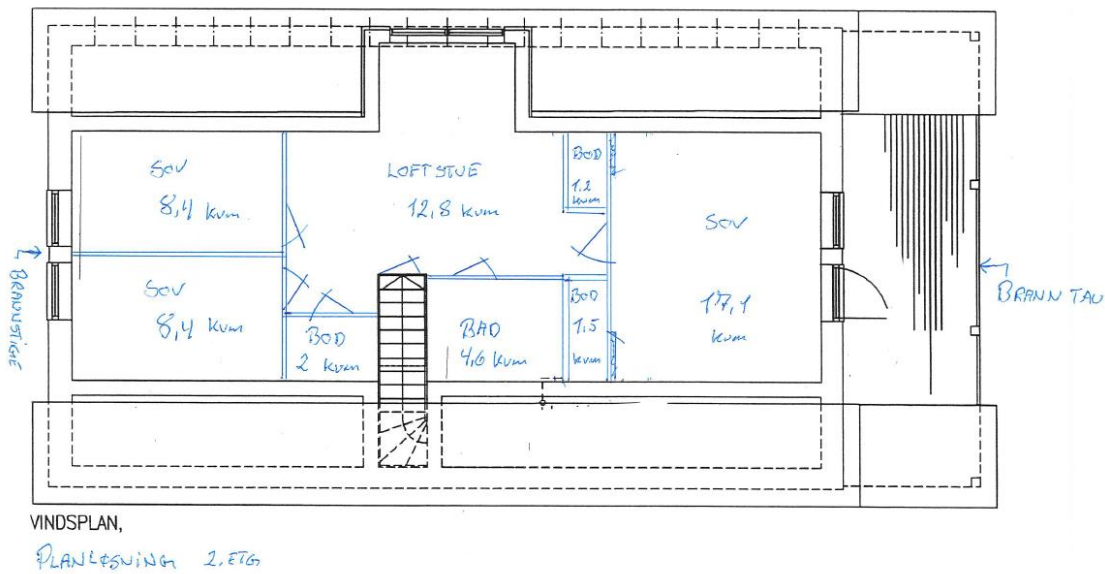 SOV
8,4 kvm
LOFTSTUE
12,8 kvm
BOD
1.2
kvm
SOV
17,1
kvm
SOV
8,4 kvm
BOD
2 kvm
BAD
4,6 kvm
BOD
1,5
kvm
BRANNSTIGE
BRANN TAU
VINDSPLAN,
PLANLØSNING 2.ETG